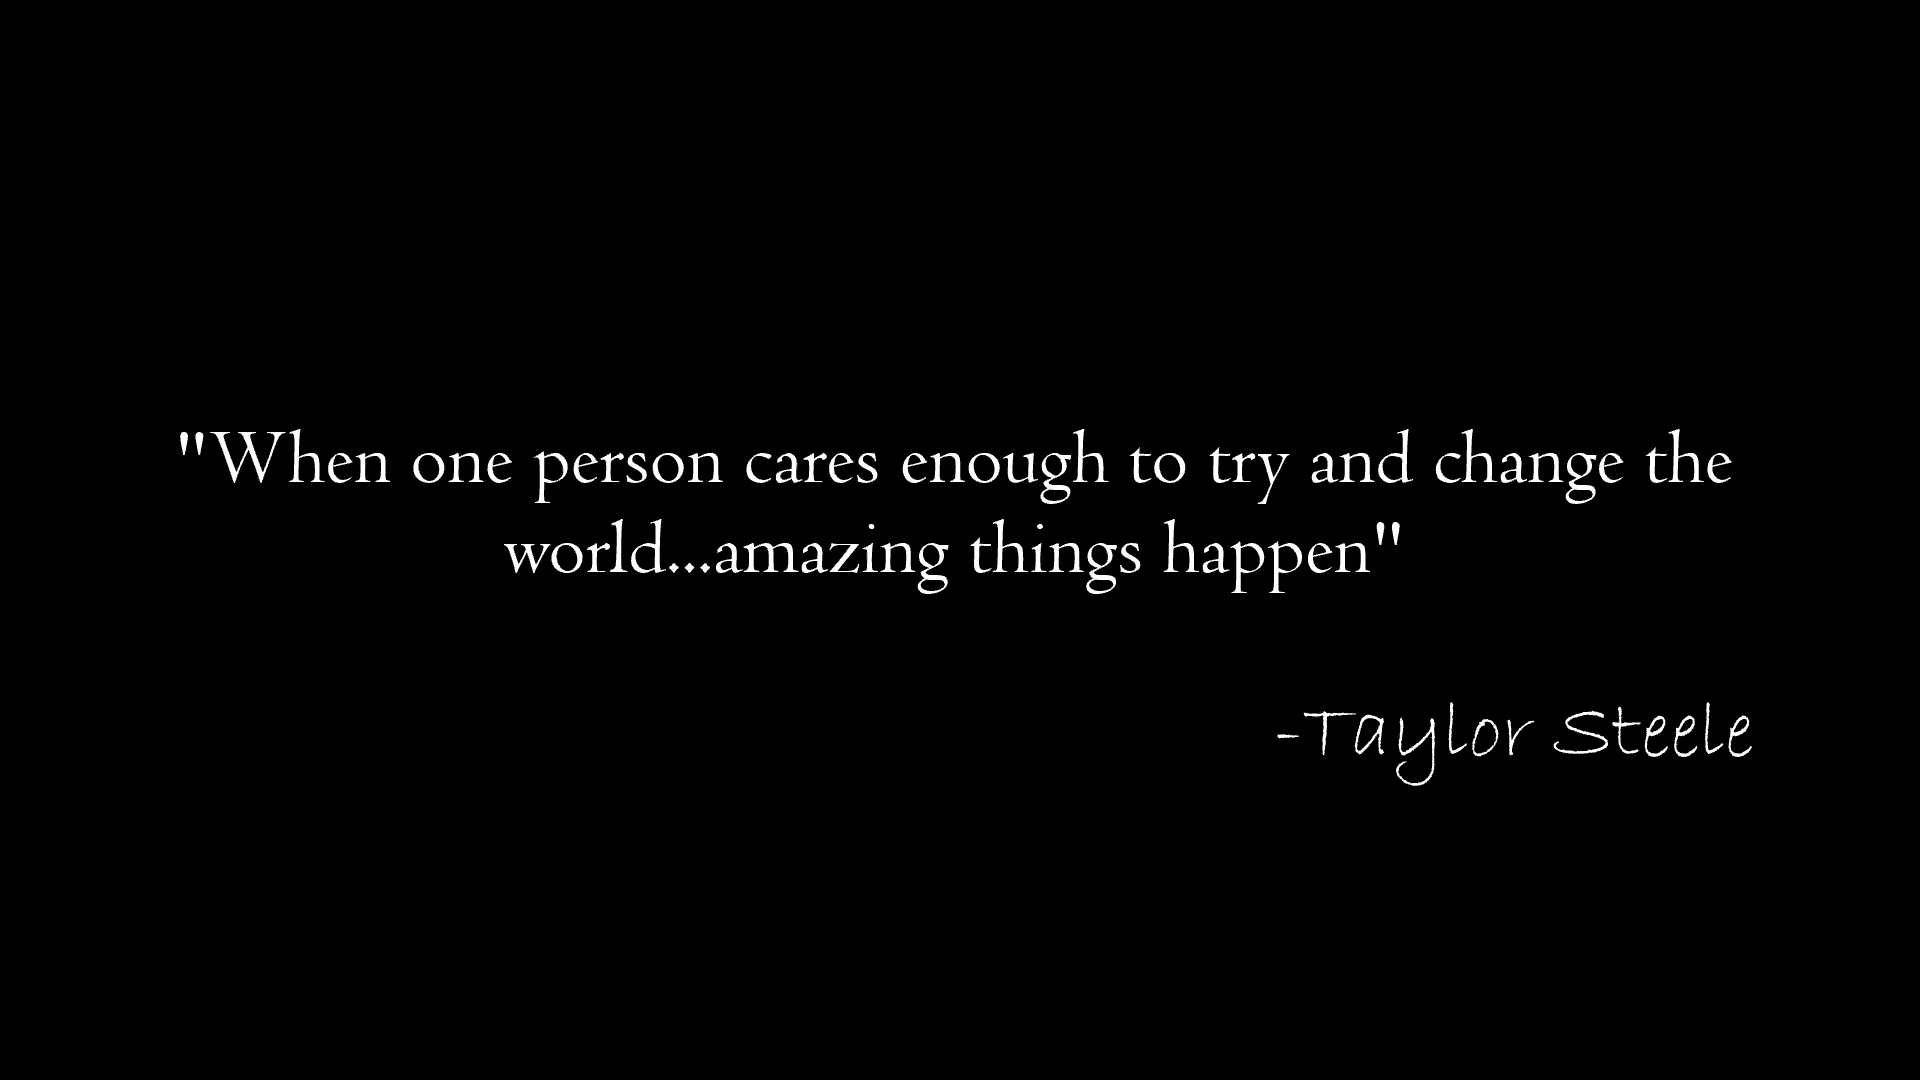 "When one person cares enough to try and change the
world...amazing things happen"
-Taylor Steele